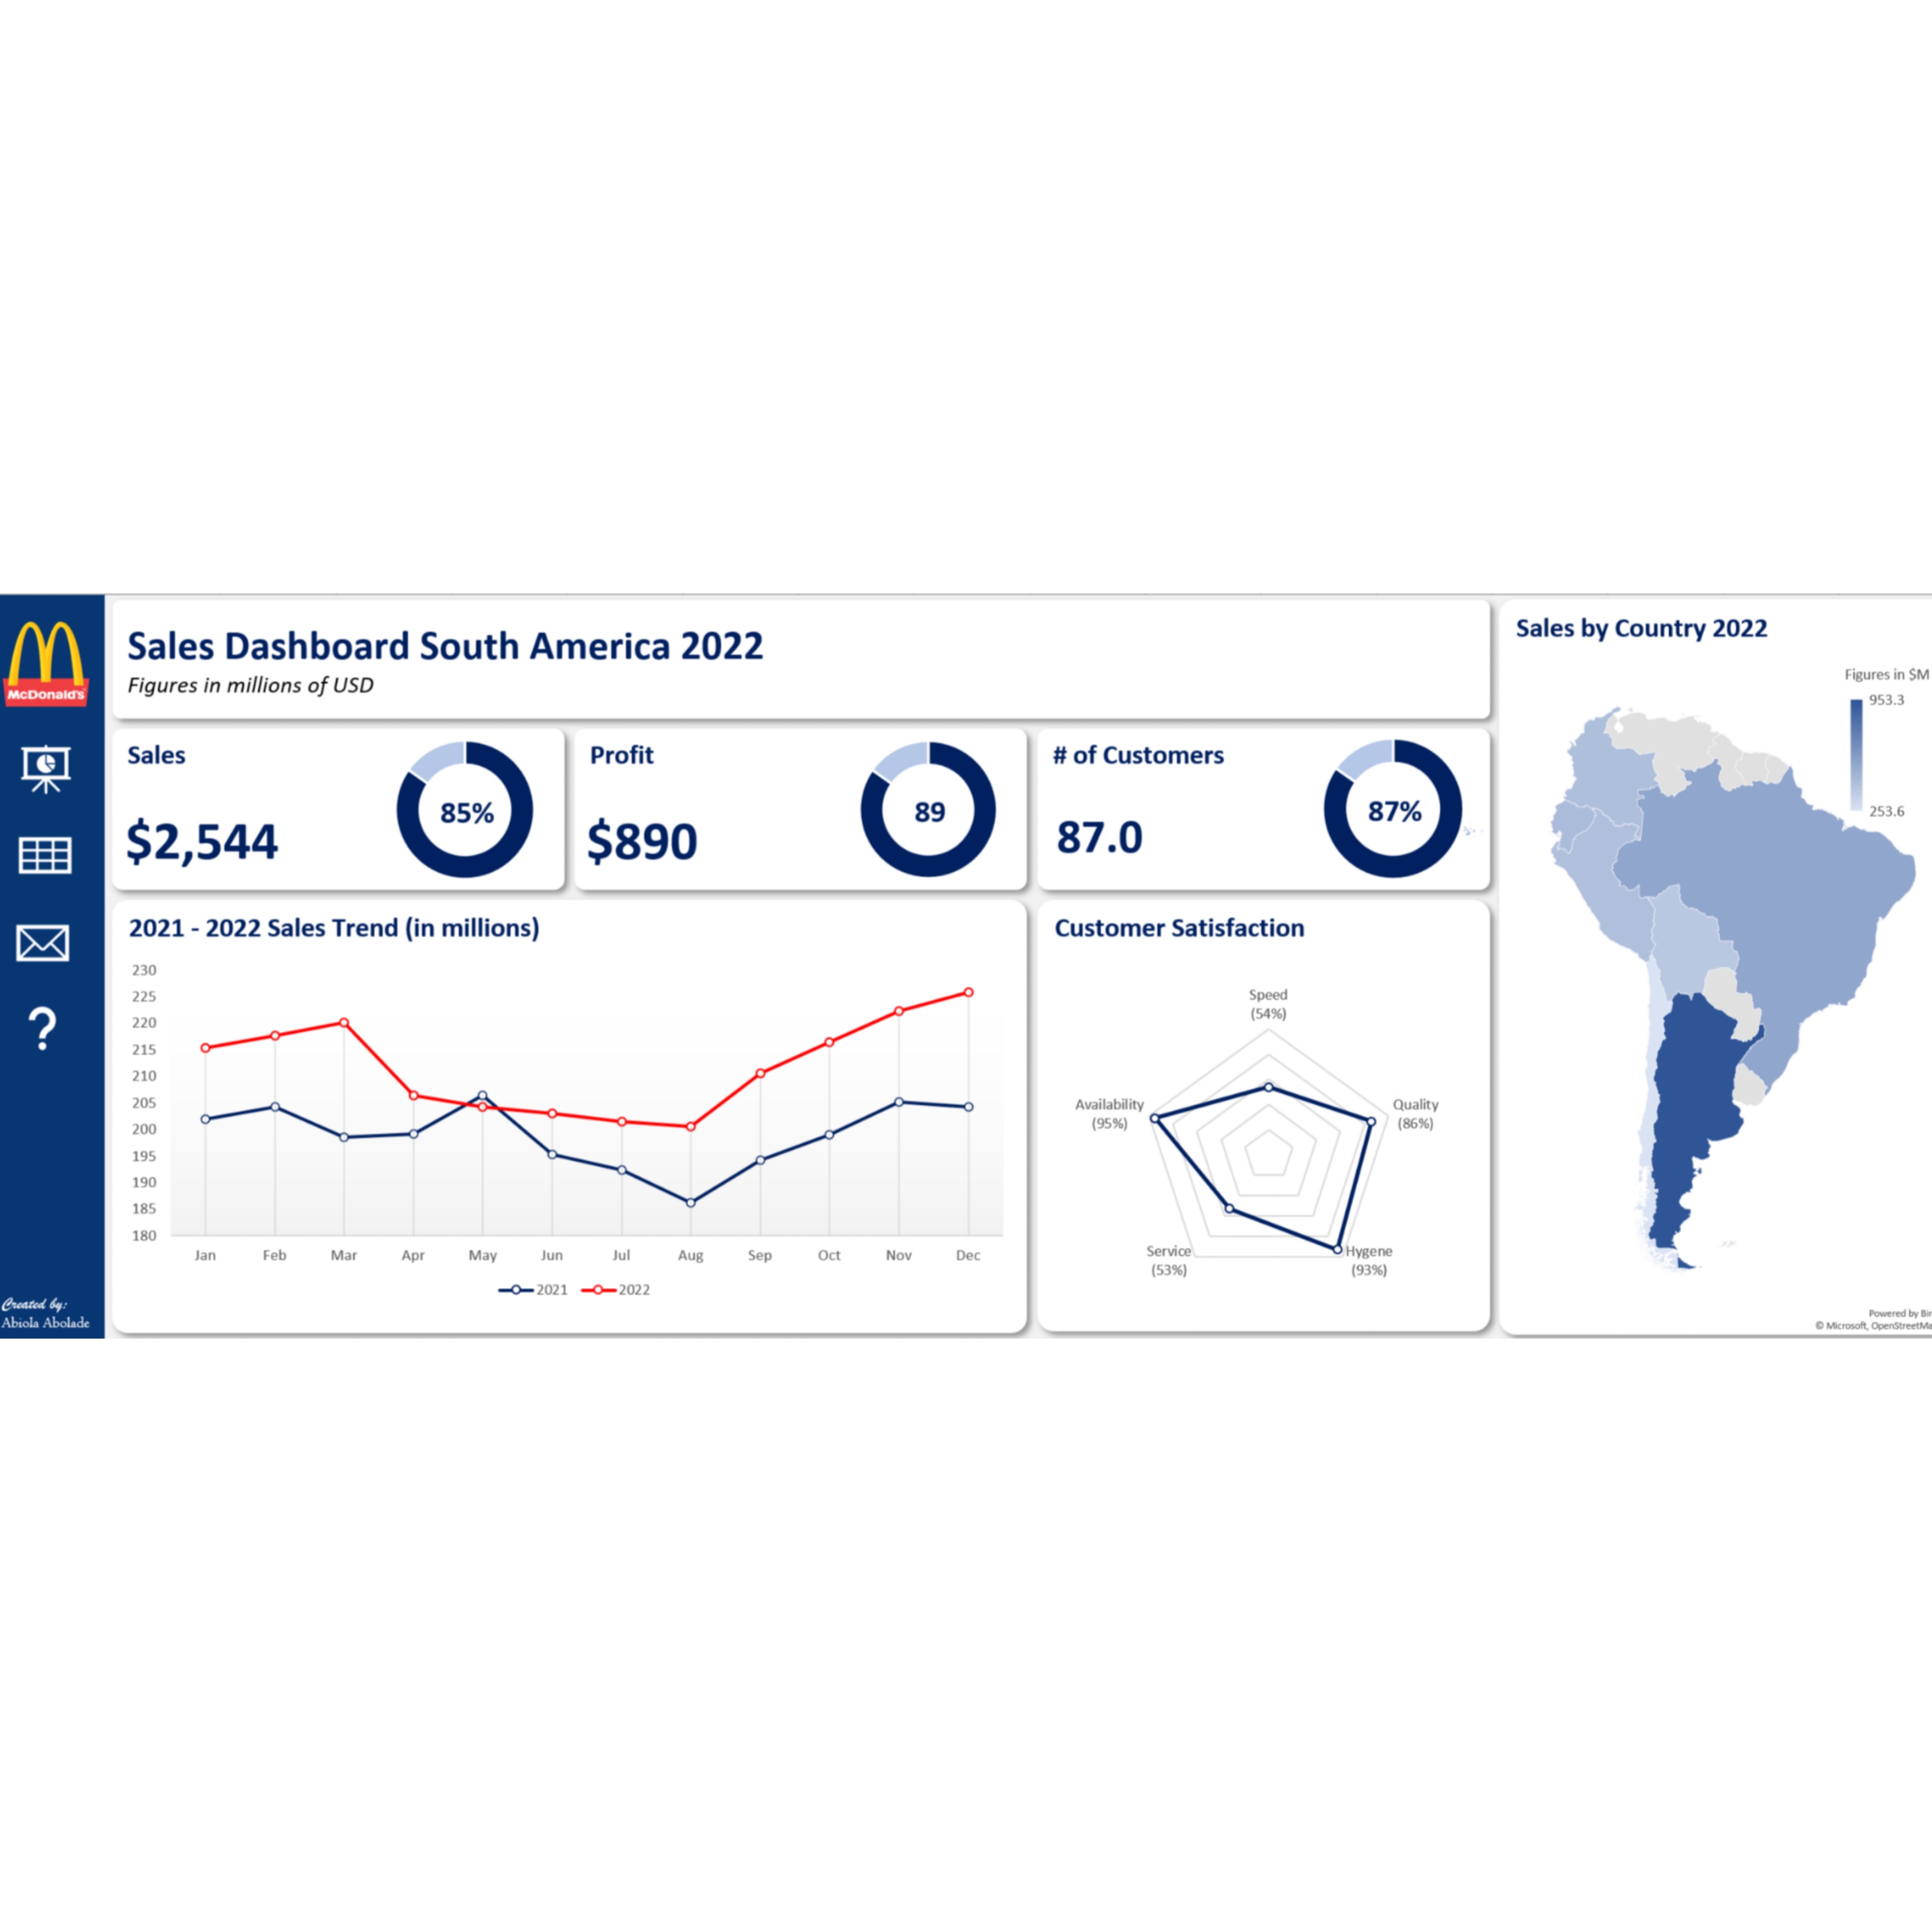 McDonald's
Created by:
Abiola Abolade
Sales Dashboard South America 2022
Figures in millions of USD
Sales
$2,544
85%
Profit
$890
89
# of Customers
87.0
87%
2021 - 2022 Sales Trend (in millions)
230
225
220
215
210
205
200
195
190
185
180
Jan Feb Mar Apr May Jun Jul Aug Sep Oct Nov Dec
2021 2022
Customer Satisfaction
Speed
(54%)
Quality
(86%)
Hygene
(93%)
Service
(53%)
Availability
(95%)
Sales by Country 2022
Figures in $M
953.3
253.6
Powered by Bin
© Microsoft, OpenStreetMa